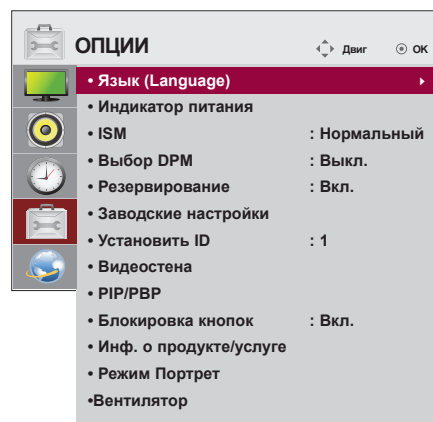 ОПЦИИ Двиг ОК
• Язык (Language)
• Индикатор питания
• ISM : Нормальный
• Выбор DPM : Выкл.
• Резервирование : Вкл.
• Заводские настройки
• Установить ID : 1
• Видеостена
• PIP/PBP
• Блокировка кнопок : Вкл.
• Инф. о продукте/услуге
• Режим Портрет
•Вентилятор